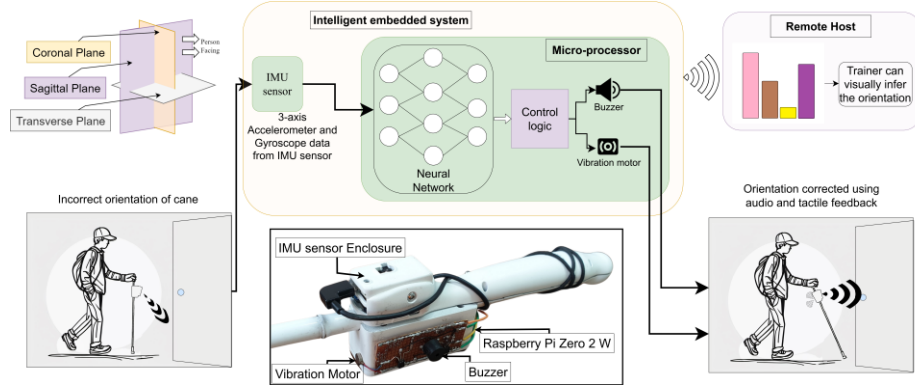 Intelligent embedded system
Remote Host
Coronal Plane
Sagittal Plane
Transverse Plane
Person
Facing
Micro-processor
IMU
sensor
3-axis
Accelerometer and
Gyroscope data
from IMU sensor
Neural
Network
Control
logic
Buzzer
Vibration motor
Trainer can
visually infer
the orientation
Incorrect orientation of cane
Orientation corrected using
audio and tactile feedback
IMU sensor Enclosure
Raspberry Pi Zero 2 W
Vibration Motor
Buzzer